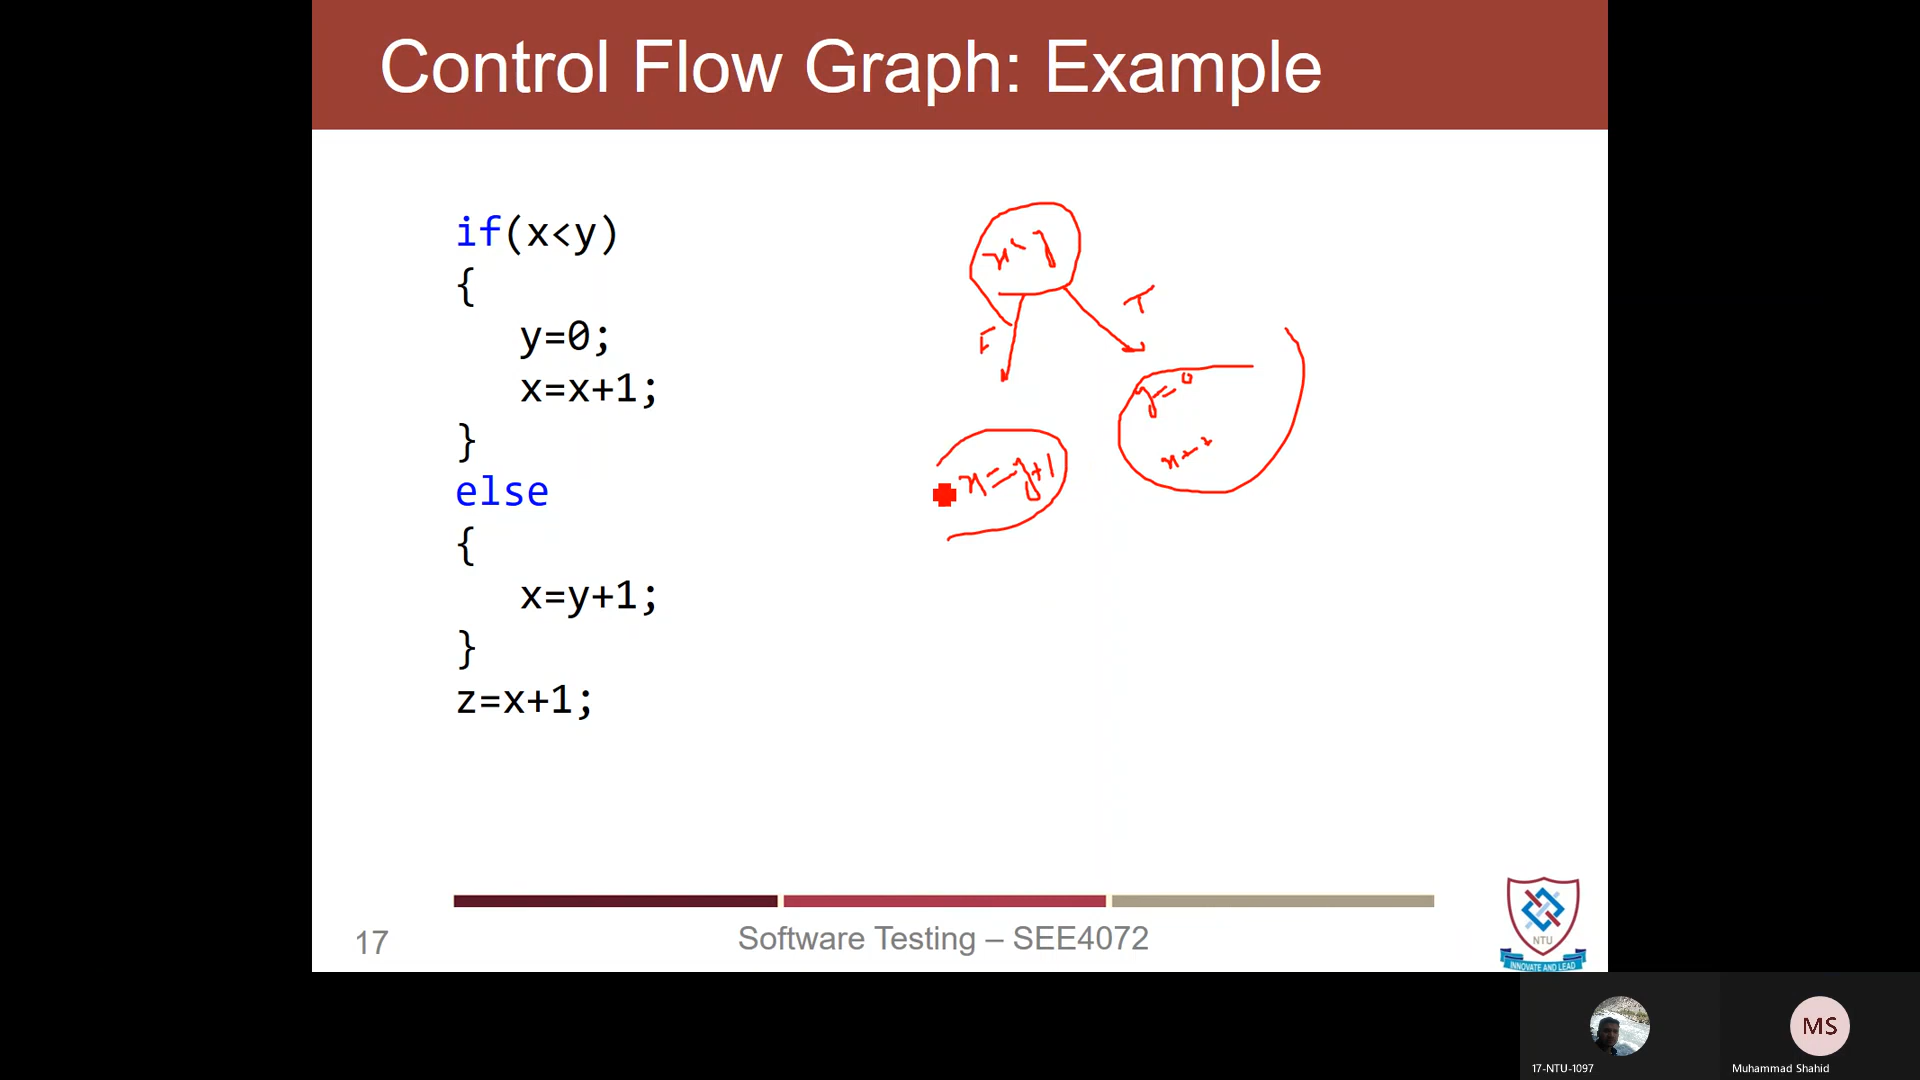 Control Flow Graph: Example
if(x<y)
{
y=0;
x=x+1;
}
else
{
x=y+1;
}
z=x+1;
x<y
F
T
y=0
x=y+1
17
Software Testing – SEE4072
NTU
INNOVATE AND LEAD
MS
17-NTU-1097
Muhammad Shahid